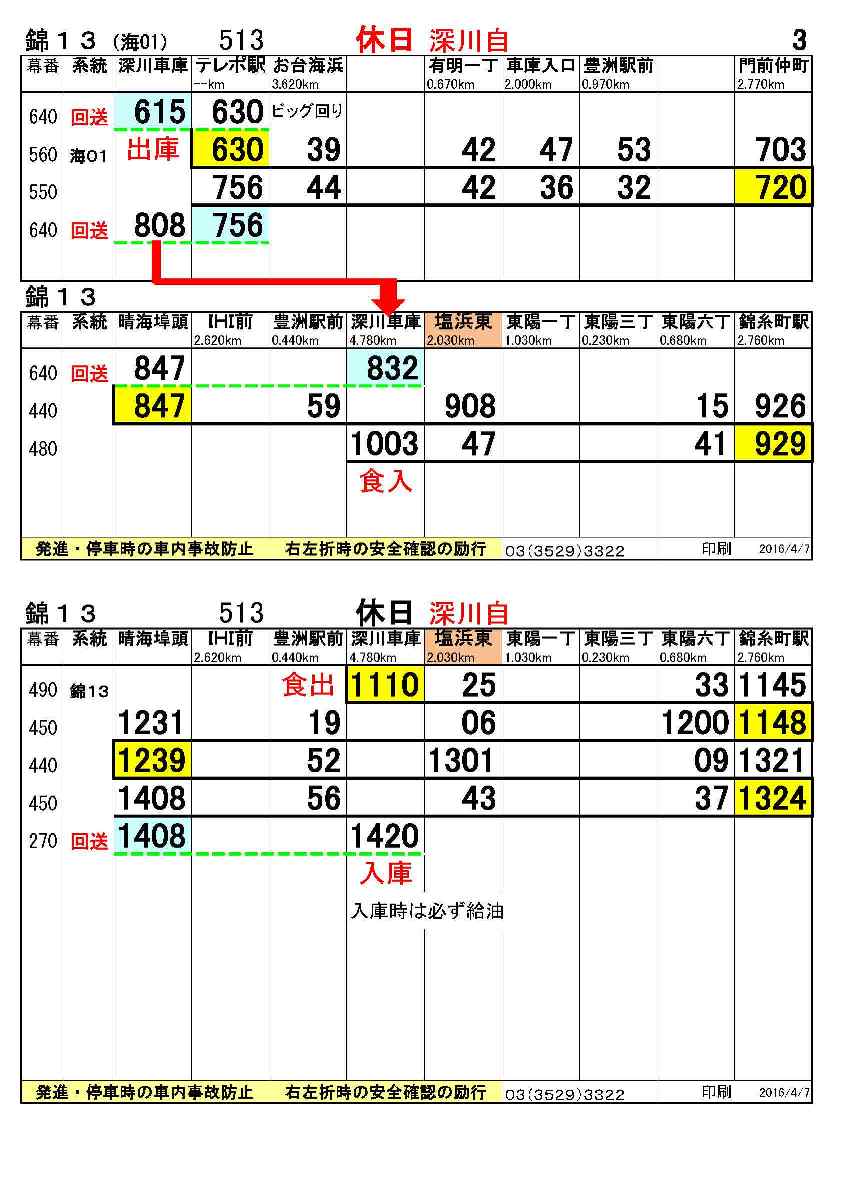 錦１３ (海01) 513 休日 深川自 3
幕番 系統 深川車庫 テレポ駅 お台海浜 有明一丁 車庫入口 豊洲駅前 門前仲町
--km 3.620km 0.670km 2.000km 0.970km 2.770km
640 回送 615 630 ビッグ回り
560 海01 出庫 630 39 42 47 53 703
550 756 44 42 36 32 720
640 回送 808 756
錦１３
幕番 系統 晴海埠頭 IHI前 豊洲駅前 深川車庫 塩浜東 東陽一丁 東陽三丁 東陽六丁 錦糸町駅
2.620km 0.440km 4.780km 2.030km 1.030km 0.230km 0.680km 2.760km
640 回送 847 832
440 847 59 908 15 926
480 1003 47 41 929
食入
発進・停車時の車内事故防止 右左折時の安全確認の励行 03(3529)3322 印刷 2016/4/7
錦１３ 513 休日 深川自
幕番 系統 晴海埠頭 IHI前 豊洲駅前 深川車庫 塩浜東 東陽一丁 東陽三丁 東陽六丁 錦糸町駅
2.620km 0.440km 4.780km 2.030km 1.030km 0.230km 0.680km 2.760km
490 錦13 食出 1110 25 33 1145
450 1231 19 06 1200 1148
440 1239 52 1301 09 1321
450 1408 56 43 37 1324
270 回送 1408 1420
入庫
入庫時は必ず給油
発進・停車時の車内事故防止 右左折時の安全確認の励行 03(3529)3322 印刷 2016/4/7